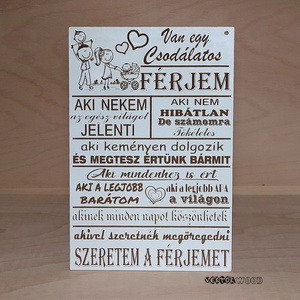 Van egy
Csodálatos
FÉRJEM
AKI NEKEM
az egész világot
JELENTI
AKI NEM
HIBÁTLAN
De számomra
Tökéletes
aki keményen dolgozik
ÉS MEGTESZ ÉRTÜNK BÁRMIT
Aki mindenhez is ért
AKI A LEGJOBB
BARÁTOM
aki a legjobb APA
a világon
akinek minden napot köszönhetek
akivel szeretnék megöregedni
SZERETEM A FÉRJEMET
VEKTORWOOD